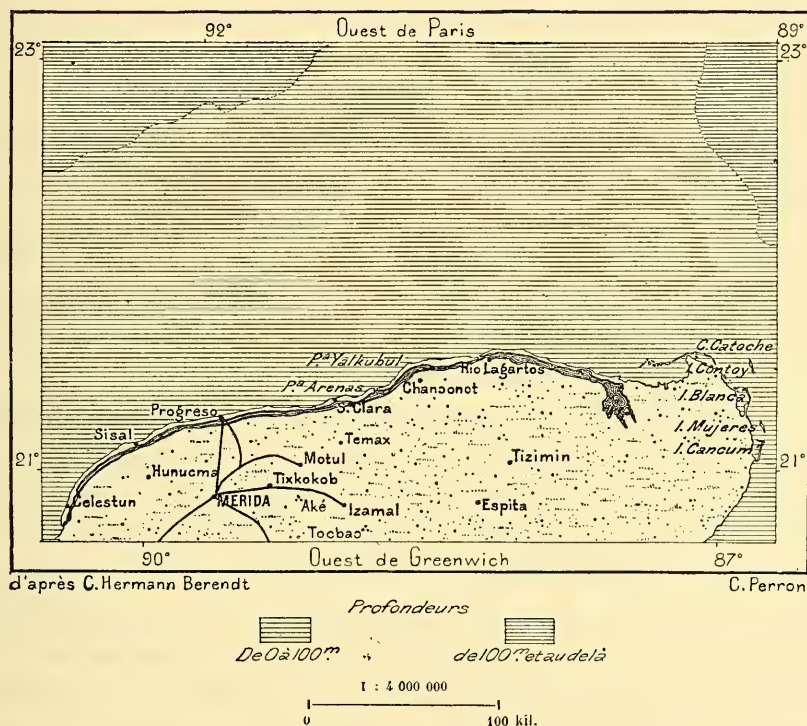 92° Ouest de Paris 89°
23° 23°
C. Catoche
Pta Yalkubul
Rio Lagartos
I. Contoy
Pta Arenas
Chansonot
I. Blanca
Progreso
S. Clara
Sisal
Temax
I. Mujeres
21° Motul Tizimin I. Cancum 21°
Hunucma
Tixkokob
Celestun MERIDA Aké Izamal Espita
Tocbac
90° Ouest de Greenwich 87°
d'après C. Hermann Berendt C. Perron
Profondeurs
De 0 à 100m de 100m et au delà
1 : 4 000 000
0 100 kil.